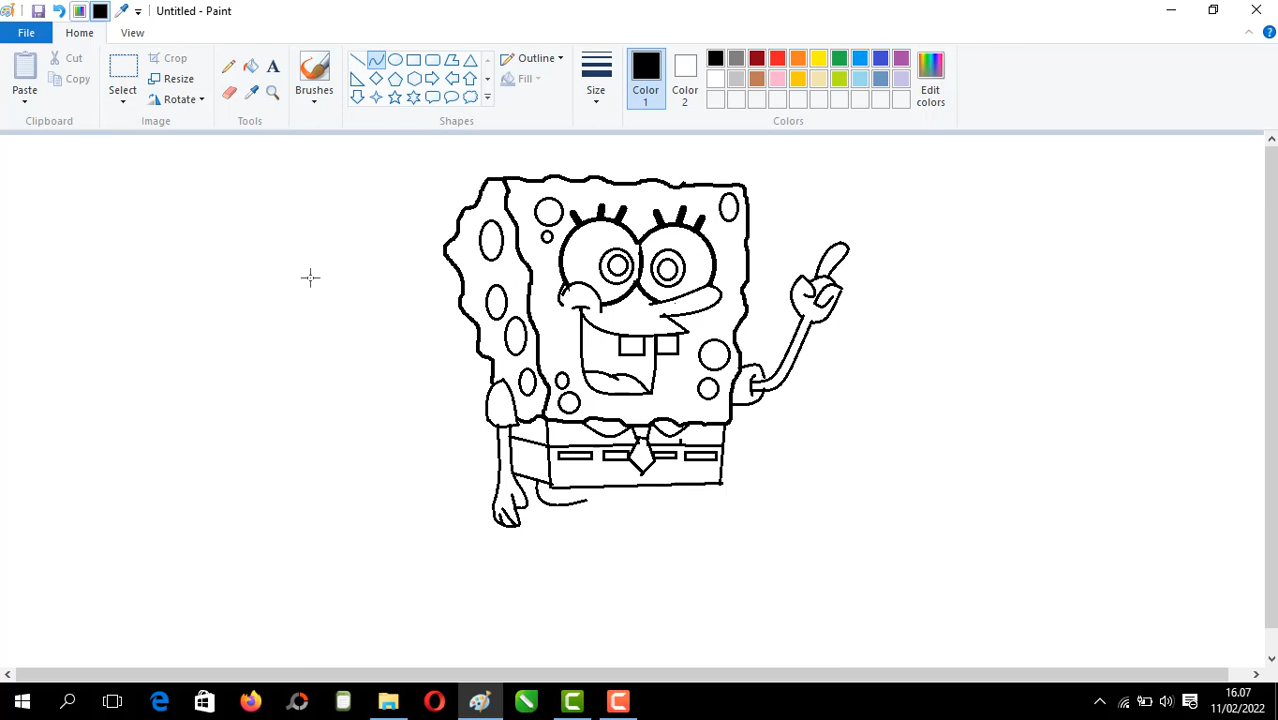 Untitled - Paint
File Home View
Paste
Cut
Copy
Clipboard
Select
Crop
Resize
Rotate
Image
A
Tools
Brushes
Outline
Fill
Shapes
Size
Color 1
Color 2
Edit colors
Colors
16.07
11/02/2022